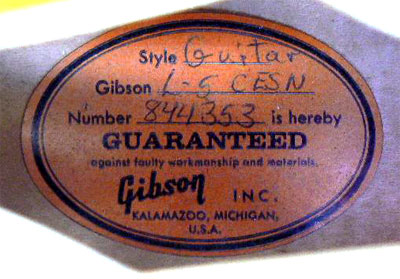 Style Guitar
Gibson L-5 CESN
Number 844353 is hereby
GUARANTEED
against faulty workmanship and materials.
Gibson INC.
KALAMAZOO, MICHIGAN,
U.S.A.